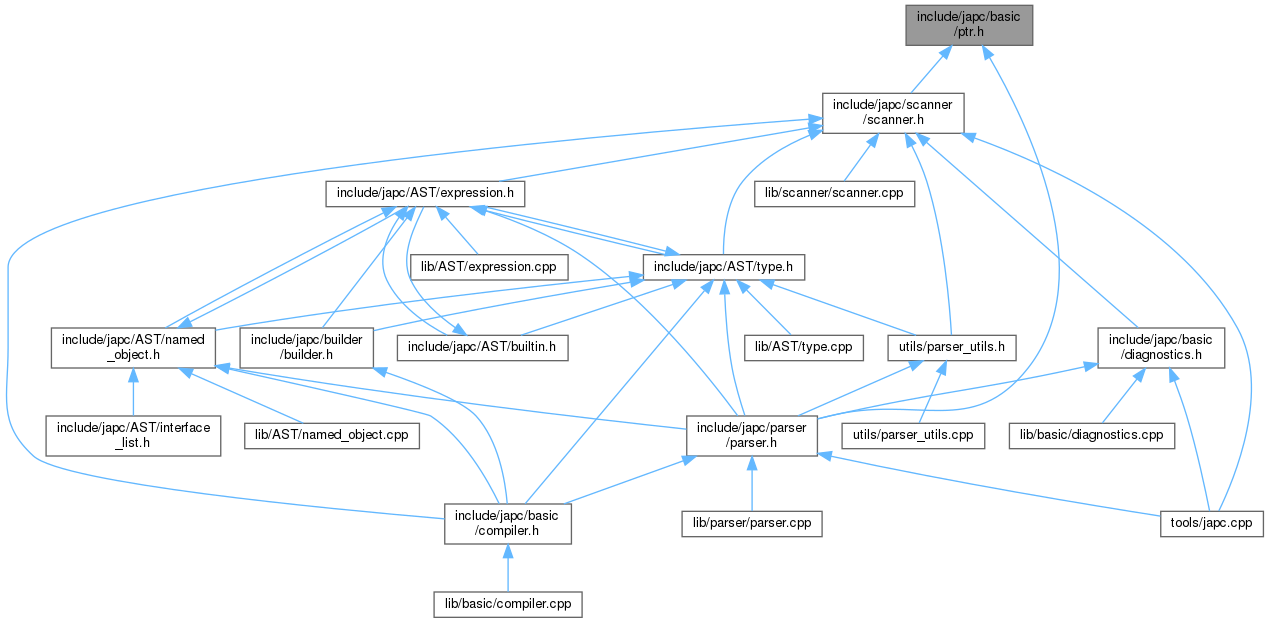 include/japc/basic
/ptr.h
include/japc/scanner
/scanner.h
include/japc/AST/expression.h
lib/scanner/scanner.cpp
lib/AST/expression.cpp
include/japc/AST/type.h
include/japc/AST/named
_object.h
include/japc/builder
/builder.h
include/japc/AST/builtin.h
lib/AST/type.cpp
utils/parser_utils.h
include/japc/basic
/diagnostics.h
include/japc/AST/interface
_list.h
lib/AST/named_object.cpp
include/japc/parser
/parser.h
utils/parser_utils.cpp
lib/basic/diagnostics.cpp
include/japc/basic
/compiler.h
lib/parser/parser.cpp
tools/japc.cpp
lib/basic/compiler.cpp